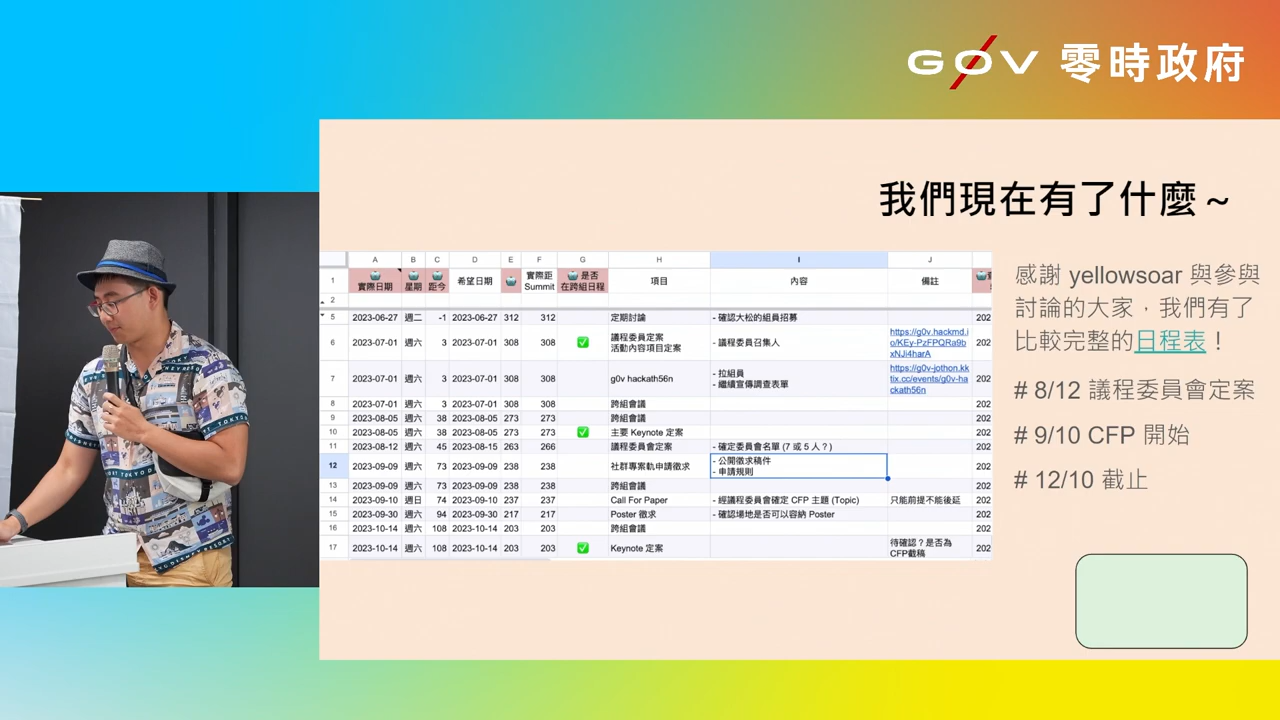 G0V 零時政府
我們現在有了什麼～
感謝 yellowsoar 與參與
討論的大家，我們有了
比較完整的日程表！
# 8/12 議程委員會定案
# 9/10 CFP 開始
# 12/10 截止
A B C D E F G H I J
1 實際日期 星期 距今 希望日期 實際距 Summit 是否 在跨組日程 項目 內容 備註
2
5 2023-06-27 週二 -1 2023-06-27 312 312 定期討論 - 確認大松的組員招募 202
6 2023-07-01 週六 3 2023-07-01 308 308 ✅ 議程委員定案 活動內容項目定案 - 議程委員召集人 https://g0v.hackmd.io/KEy-PzFPQRa9bxNJi4harA 202
7 2023-07-01 週六 3 2023-07-01 308 308 g0v hackath56n - 拉組員 - 繼續宣傳調查表單 https://g0v-jothon.kktix.cc/events/g0v-hackath56n 202
8 2023-07-01 週六 3 2023-07-01 308 308 跨組會議 202
9 2023-08-05 週六 38 2023-08-05 273 273 跨組會議 202
10 2023-08-05 週六 38 2023-08-05 273 273 ✅ 主要 Keynote 定案 202
11 2023-08-12 週六 45 2023-08-15 263 266 議程委員會定案 - 確定委員會名單 (7 或 5 人？) 202
12 2023-09-09 週六 73 2023-09-09 238 238 社群專案軌申請徵求 - 公開徵求稿件 - 申請規則 202
13 2023-09-09 週六 73 2023-09-09 238 238 跨組會議 202
14 2023-09-10 週日 74 2023-09-10 237 237 Call For Paper - 經議程委員會確定 CFP 主題 (Topic) 只能前提不能後延 202
15 2023-09-30 週六 94 2023-09-30 217 217 Poster 徵求 - 確認場地是否可以容納 Poster 202
16 2023-10-14 週六 108 2023-10-14 203 203 跨組會議 202
17 2023-10-14 週六 108 2023-10-14 203 203 ✅ Keynote 定案 待確認？是否為 CFP截稿 202